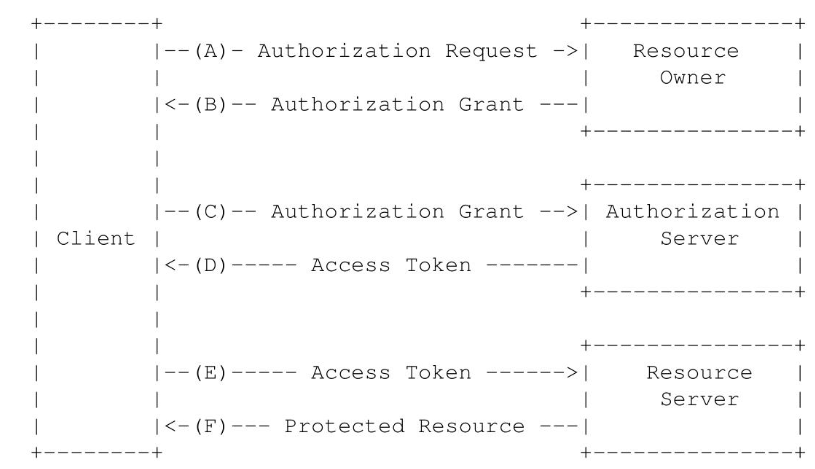 +---------+                               +---------------+
|         |--(A)- Authorization Request ->|   Resource    |
|         |                               |     Owner     |
|         |<-(B)-- Authorization Grant ---|               |
|         |                               +---------------+
|         |
|         |                               +---------------+
|         |--(C)-- Authorization Grant -->| Authorization |
| Client  |                               |     Server    |
|         |<-(D)----- Access Token -------|               |
|         |                               +---------------+
|         |
|         |                               +---------------+
|         |--(E)----- Access Token ------>|    Resource   |
|         |                               |     Server    |
|         |<-(F)--- Protected Resource ---|               |
+---------+                               +---------------+